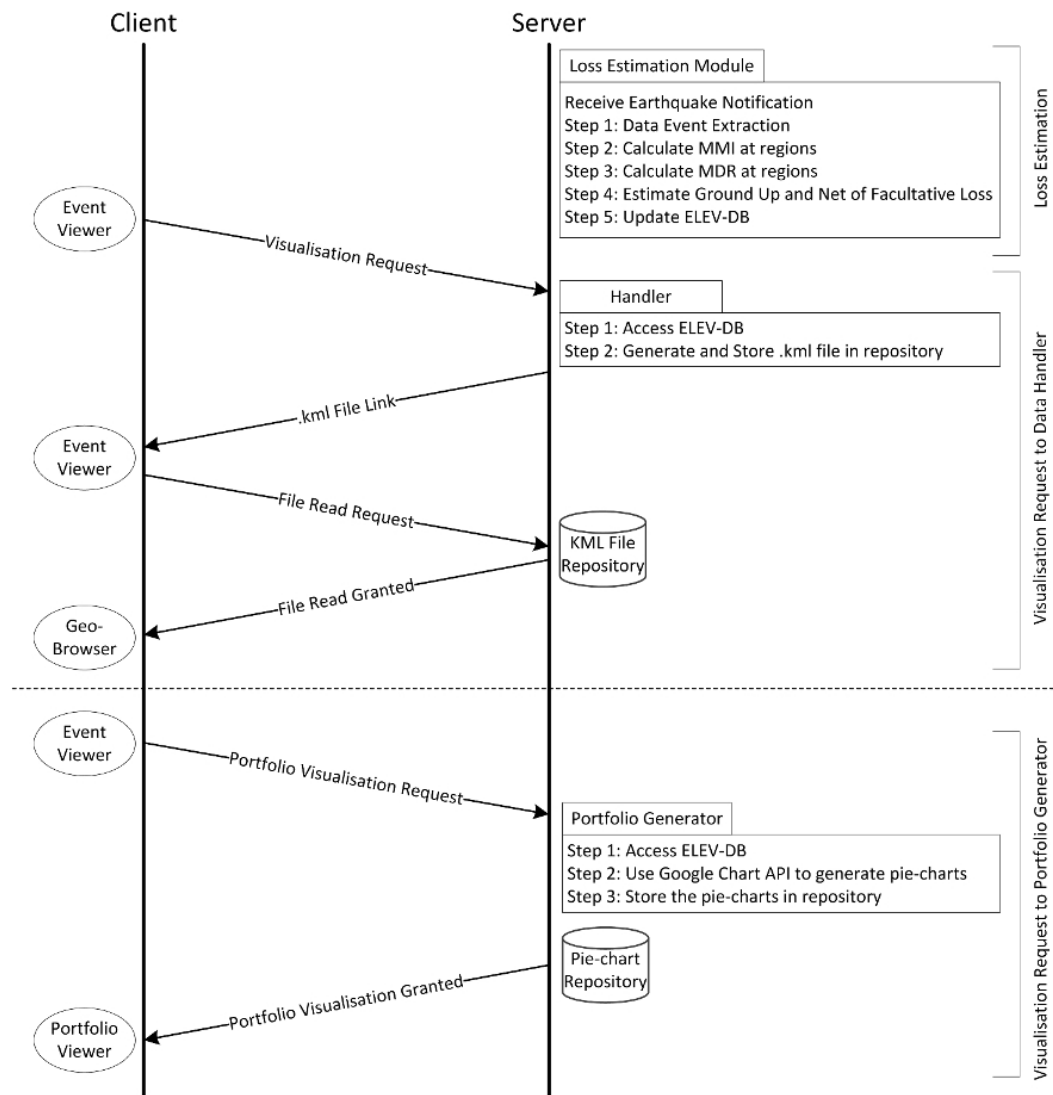 Client
Server
Loss Estimation Module
Receive Earthquake Notification
Step 1: Data Event Extraction
Step 2: Calculate MMI at regions
Step 3: Calculate MDR at regions
Step 4: Estimate Ground Up and Net of Facultative Loss
Step 5: Update ELEV-DB
Loss Estimation
Event
Viewer
Visualisation Request
Handler
Step 1: Access ELEV-DB
Step 2: Generate and Store .kml file in repository
.kml File Link
Event
Viewer
File Read Request
KML File
Repository
File Read Granted
Geo-
Browser
Visualisation Request to Data Handler
Event
Viewer
Portfolio Visualisation Request
Portfolio Generator
Step 1: Access ELEV-DB
Step 2: Use Google Chart API to generate pie-charts
Step 3: Store the pie-charts in repository
Pie-chart
Repository
Portfolio Visualisation Granted
Portfolio
Viewer
Visualisation Request to Portfolio Generator